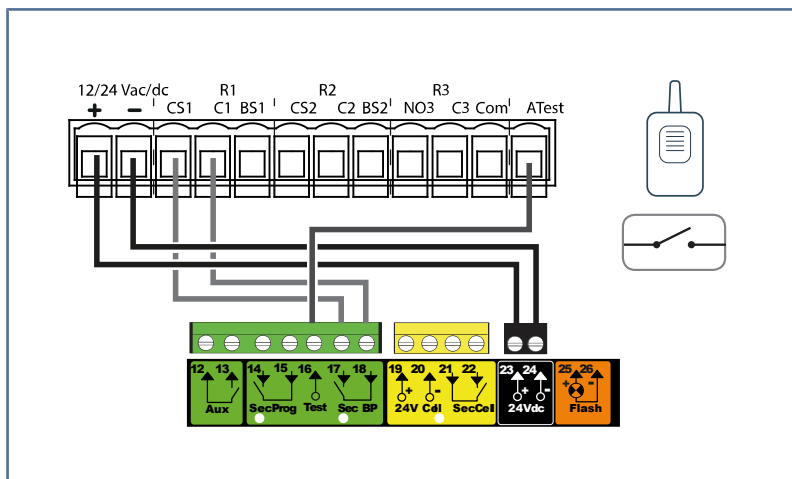 12/24 Vac/dc R1 R2 R3
+ - CS1 C1 BS1 CS2 C2 BS2 NO3 C3 Com ATest
12 13 14 15 16 17 18 19 20 21 22 23 24 25 26
+ - + - + -
Aux SecProg Test Sec BP 24V Cell SecCell 24Vdc Flash